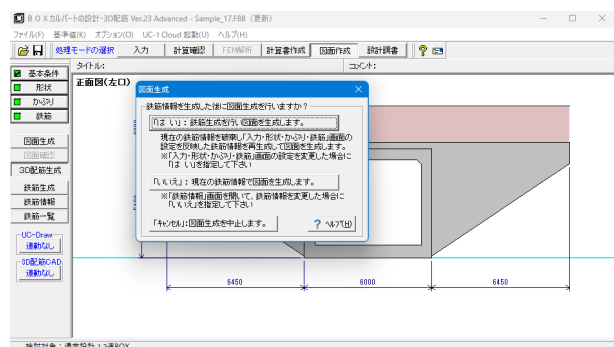 ＢＯＸカルバートの設計・3D配筋 Ver.23 Advanced - Sample_17.F8B （更新）
ファイル(F) 基準値(K) オプション(O) UC-1 Cloud 起動(U) ヘルプ(H)
処理モードの選択 入力 計算確認 FEM解析 計算書作成 図面作成 設計調書
タイトル: コメント:
基本条件
形状
かぶり
鉄筋
図面生成
図面確認
3D配筋生成
鉄筋生成
鉄筋情報
鉄筋一覧
UC-Draw
連動なし
3D配筋CAD
連動なし
正面図(左口)
図面生成
鉄筋情報を生成した後に図面生成を行いますか？
「はい」：鉄筋生成を行い図面を生成します。
現在の鉄筋情報を破棄し「入力・形状・かぶり・鉄筋」画面の
設定を反映した鉄筋情報を再生成して図面を生成します。
※「入力・形状・かぶり・鉄筋」画面の設定を変更した場合に
「はい」を指定して下さい
「いいえ」：現在の鉄筋情報で図面を生成します。
※「鉄筋情報」画面を開いて、鉄筋情報を変更した場合に
「いいえ」を指定して下さい
「キャンセル」：図面生成を中止します。
? ヘルプ(H)
6450 6000 6450
検討対象：通常設計 1.2連BOX